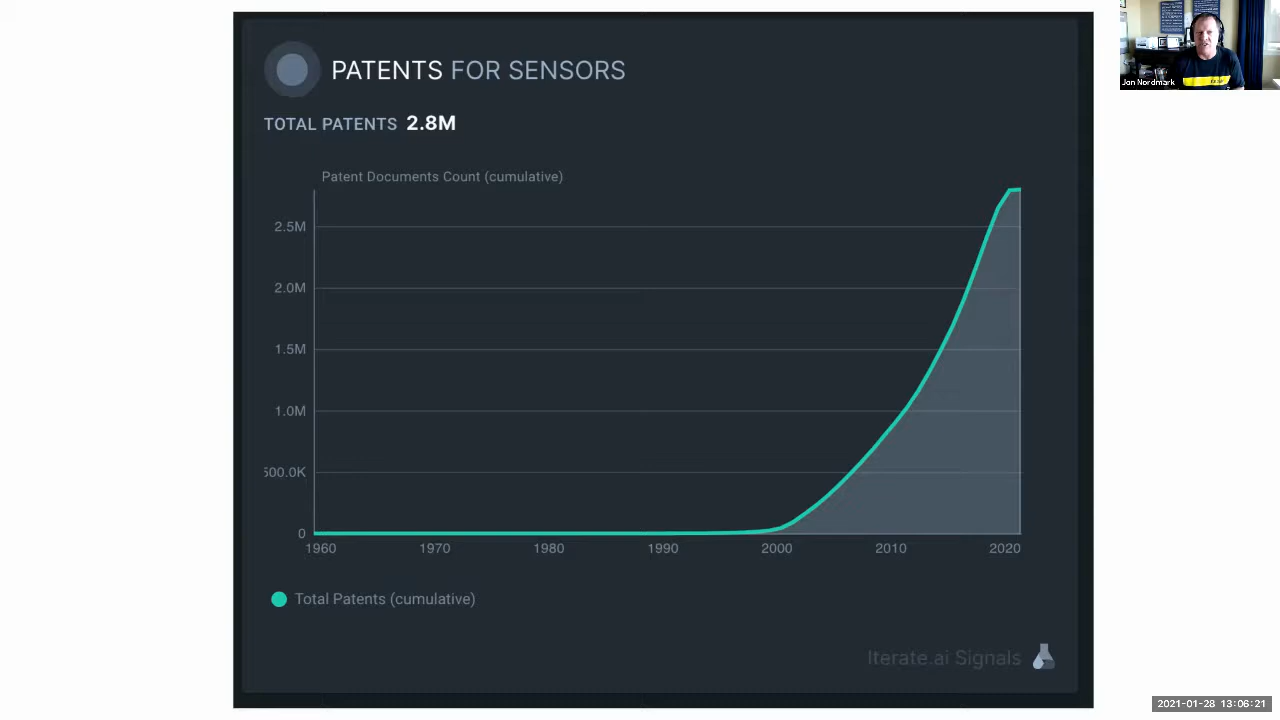 PATENTS FOR SENSORS
TOTAL PATENTS 2.8M
Patent Documents Count (cumulative)
2.5M
2.0M
1.5M
1.0M
500.0K
0
1960 1970 1980 1990 2000 2010 2020
Total Patents (cumulative)
Iterate.ai Signals
Jon Nordmark
2021-01-28 13:06:21